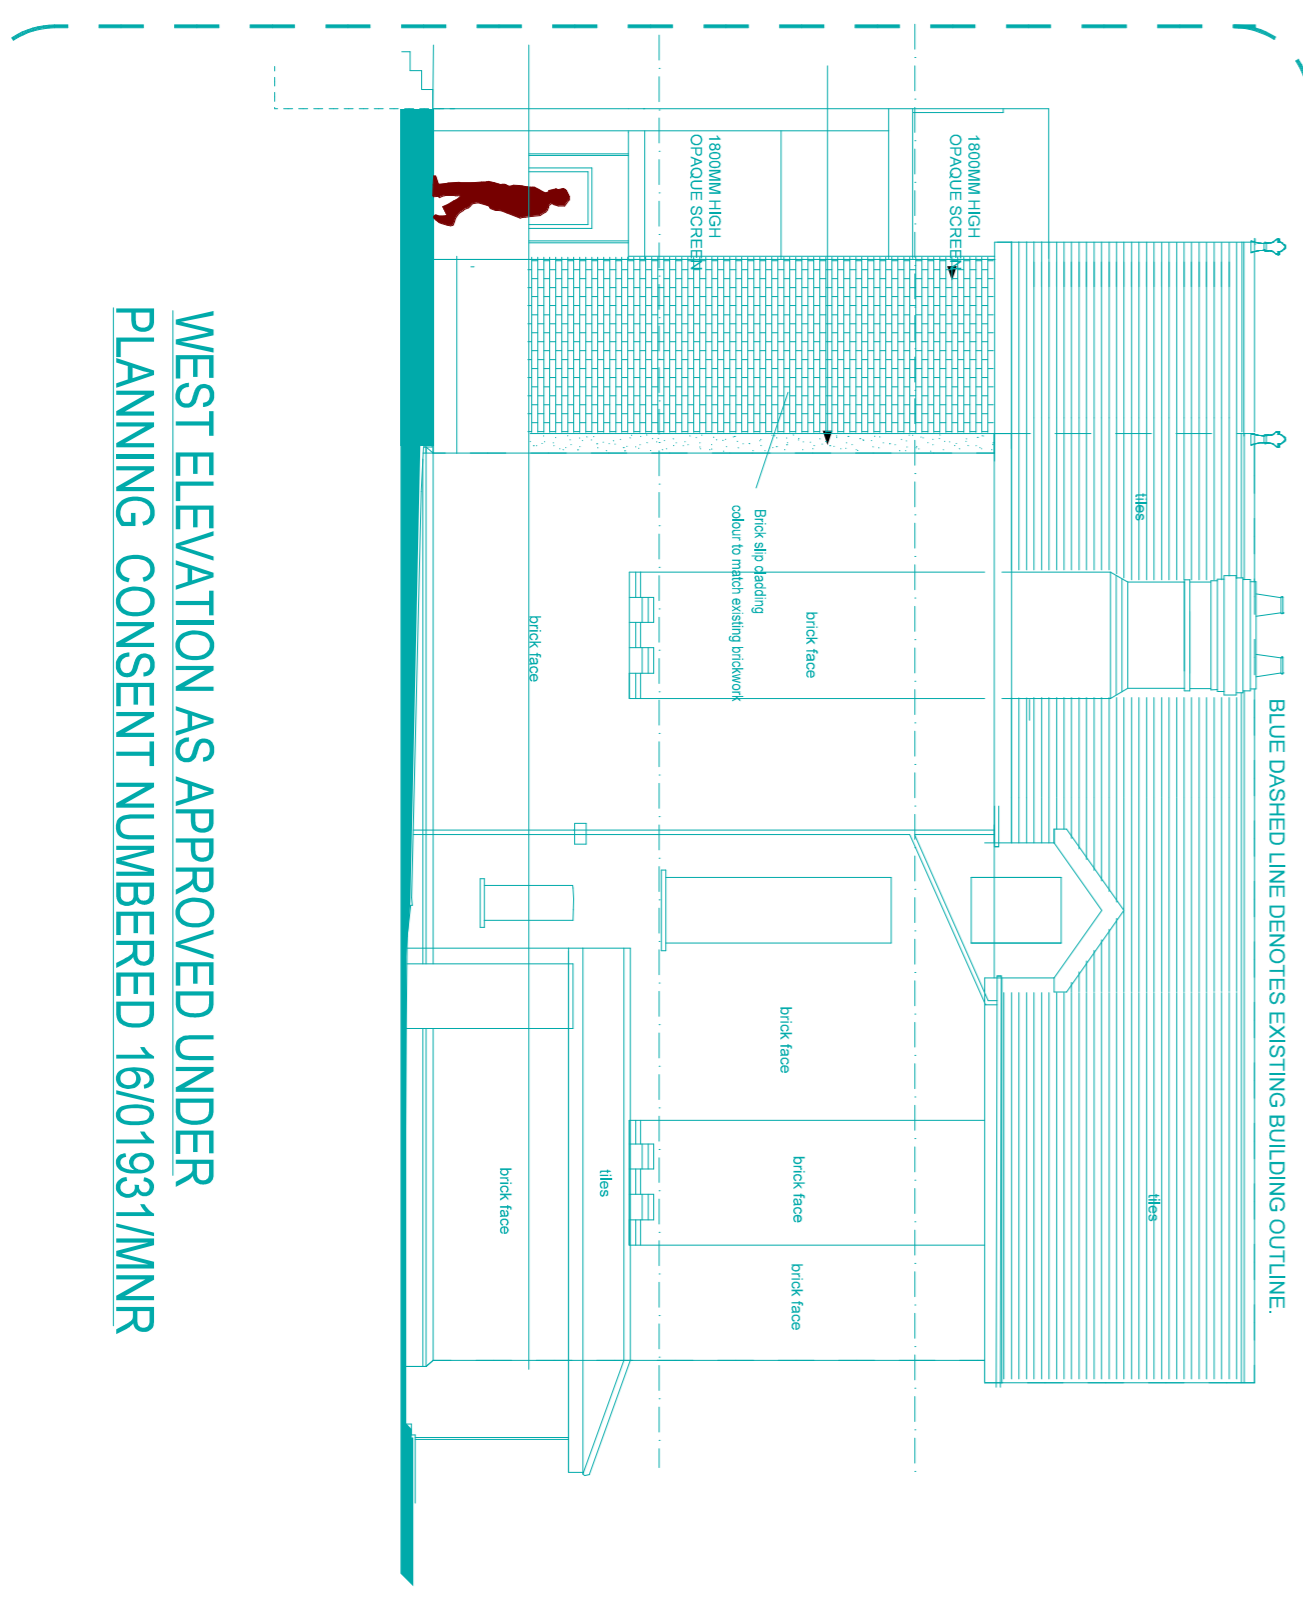 BLUE DASHED LINE DENOTES EXISTING BUILDING OUTLINE.
tiles
tiles
1800MM HIGH
OPAQUE SCREEN
1800MM HIGH
OPAQUE SCREEN
Brick slip cladding
colour to match existing brickwork
brick face
brick face
brick face
brick face
tiles
brick face
brick face
WEST ELEVATION AS APPROVED UNDER
PLANNING CONSENT NUMBERED 16/01931/MNR